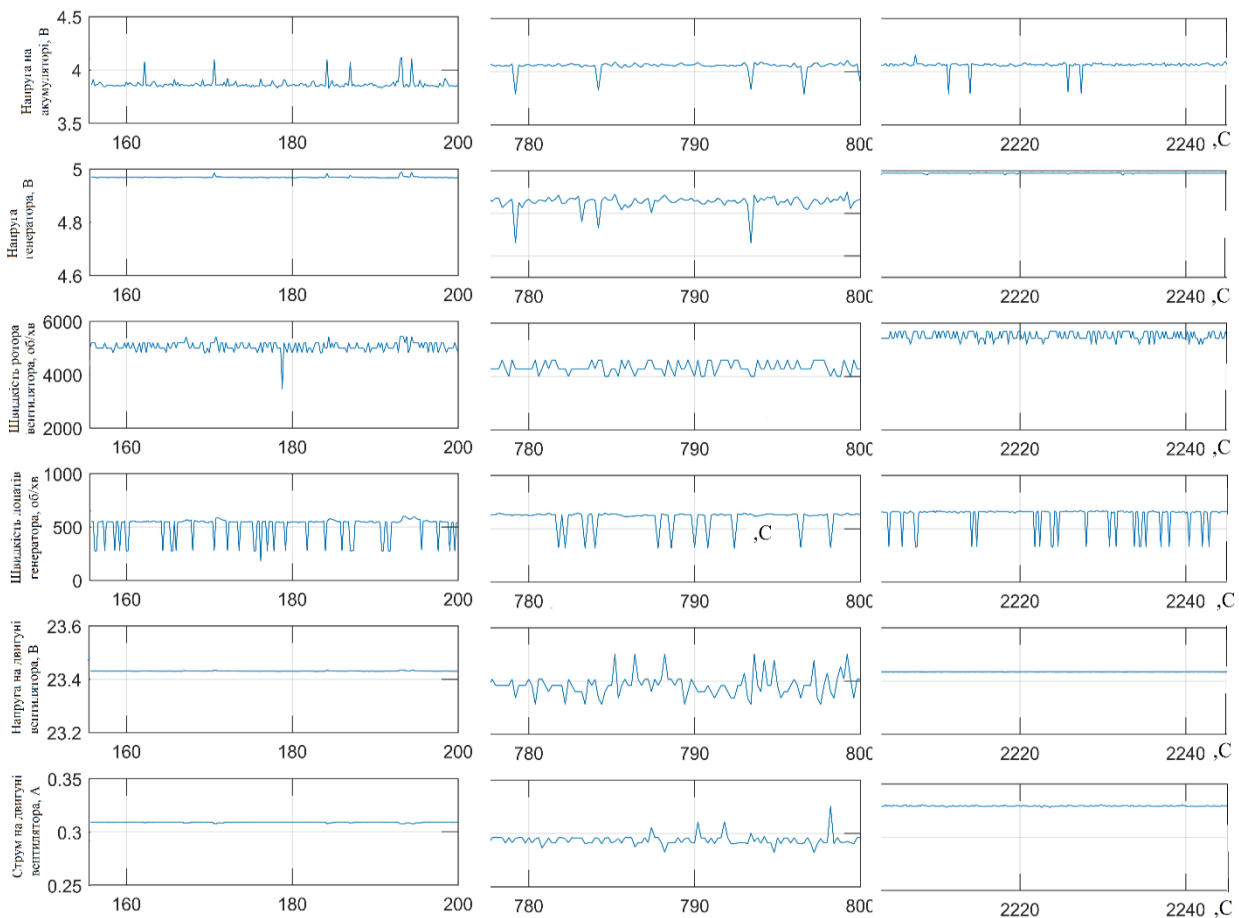 Напруга на
акумуляторі, В
4.5
4
3.5
160 180 200
780 790 800
2220 2240 ,С
Напруга
генератора, В
5
4.8
4.6
160 180 200
780 790 800
2220 2240 ,С
Швидкість ротора
вентилятора, об/хв
6000
4000
2000
160 180 200
780 790 800
2220 2240 ,С
Швидкість лопатів
генератора, об/хв
1000
500
0
,С
160 180 200
780 790 800
2220 2240 ,С
Напруга на двигуні
вентилятора, В
23.6
23.4
23.2
160 180 200
780 790 800
2220 2240 ,С
Струм на двигуні
вентилятора, А
0.35
0.3
0.25
160 180 200
780 790 800
2220 2240 ,С